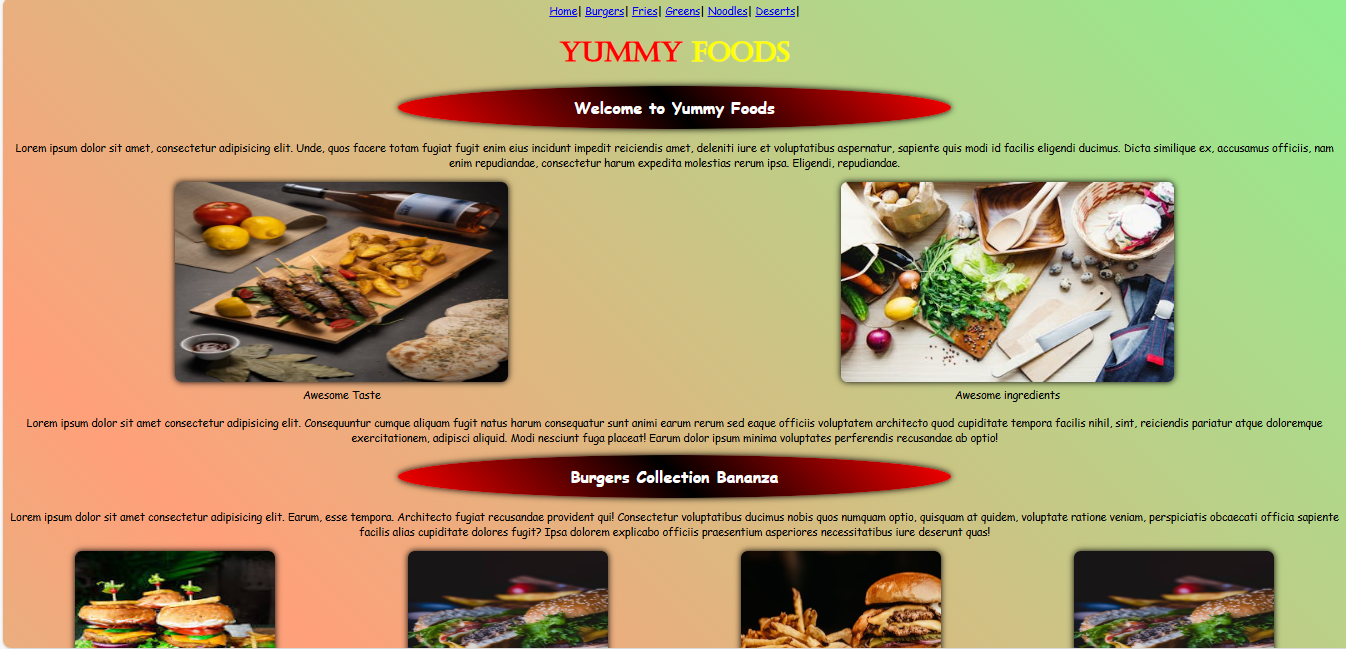 Home| Burgers| Fries| Greens| Noodles| Deserts|
YUMMY FOODS
Welcome to Yummy Foods
Lorem ipsum dolor sit amet, consectetur adipisicing elit. Unde, quos facere totam fugiat fugit enim eius incidunt impedit reiciendis amet, deleniti iure et voluptatibus aspernatur, sapiente quis modi id facilis eligendi ducimus. Dicta similique ex, accusamus officiis, nam
enim repudiandae, consectetur harum expedita molestias rerum ipsa. Eligendi, repudiandae.
Awesome Taste
Awesome ingredients
Lorem ipsum dolor sit amet consectetur adipisicing elit. Consequuntur cumque aliquam fugit natus harum consequatur sunt animi earum rerum sed eaque officiis voluptatem architecto quod cupiditate tempora facilis nihil, sint, reiciendis pariatur atque doloremque
exercitationem, adipisci aliquid. Modi nesciunt fuga placeat! Earum dolor ipsum minima voluptates perferendis recusandae ab optio!
Burgers Collection Bananza
Lorem ipsum dolor sit amet consectetur adipisicing elit. Earum, esse tempora. Architecto fugiat recusandae provident qui! Consectetur voluptatibus ducimus nobis quos numquam optio, quisquam at quidem, voluptate ratione veniam, perspiciatis obcaecati officia sapiente
facilis alias cupiditate dolores fugit? Ipsa dolorem explicabo officiis praesentium asperiores necessitatibus iure deserunt quas!